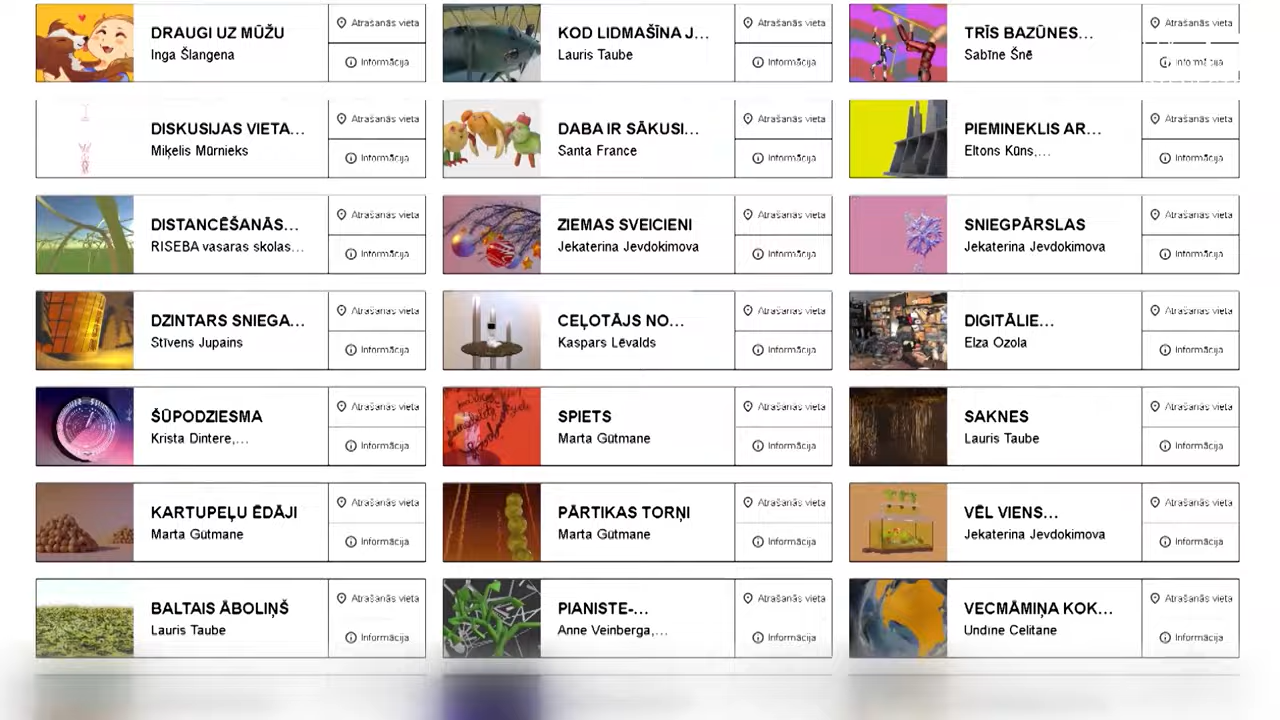 DRAUGI UZ MŪŽU
Inga Šlangena
Atrašanās vieta
Informācija
KOD LIDMAŠĪNA J...
Lauris Taube
Atrašanās vieta
Informācija
TRĪS BAZŪNES...
Sabīne Šnē
Atrašanās vieta
Informācija
DISKUSIJAS VIETA...
Miķelis Mūrnieks
Atrašanās vieta
Informācija
DABA IR SĀKUSI...
Santa France
Atrašanās vieta
Informācija
PIEMINEKLIS AR...
Eltons Kūns,...
Atrašanās vieta
Informācija
DISTANCĒŠANĀS...
RISEBA vasaras skolas...
Atrašanās vieta
Informācija
ZIEMAS SVEICIENI
Jekaterina Jevdokimova
Atrašanās vieta
Informācija
SNIEGPĀRSLAS
Jekaterina Jevdokimova
Atrašanās vieta
Informācija
DZINTARS SNIEGA...
Stīvens Jupains
Atrašanās vieta
Informācija
CEĻOTĀJS NO...
Kaspars Lēvalds
Atrašanās vieta
Informācija
DIGITĀLIE...
Elza Ozola
Atrašanās vieta
Informācija
ŠŪPODZIESMA
Krista Dintere,...
Atrašanās vieta
Informācija
SPIETS
Marta Gūtmane
Atrašanās vieta
Informācija
SAKNES
Lauris Taube
Atrašanās vieta
Informācija
KARTUPEĻU ĒDĀJI
Marta Gūtmane
Atrašanās vieta
Informācija
PĀRTIKAS TORŅI
Marta Gūtmane
Atrašanās vieta
Informācija
VĒL VIENS...
Jekaterina Jevdokimova
Atrašanās vieta
Informācija
BALTAIS ĀBOLIŅŠ
Lauris Taube
Atrašanās vieta
Informācija
PIANISTE-...
Anne Veinberga,...
Atrašanās vieta
Informācija
VECMĀMIŅA KOK...
Undine Celitane
Atrašanās vieta
Informācija